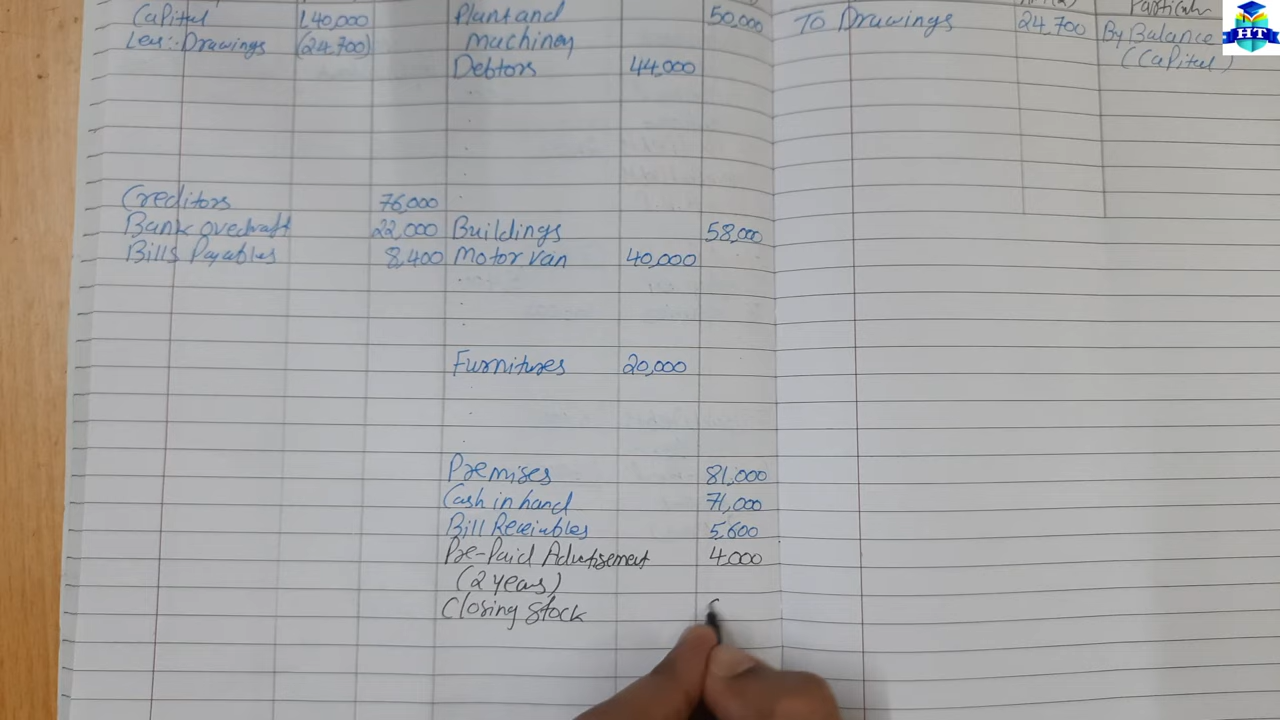 Capital 1,40,000 Plant and 50,000 To Drawings 24,700 By Balance
Less:- Drawings (24,700) machinery (Capital)
Debtors 44,000
Creditors 76,000
Bank overdraft 22,000 Buildings 58,000
Bills Payables 8,400 Motor van 40,000
Furnitures 20,000
Premises 81,000
Cash in hand 71,000
Bill Receivables 5,600
Pre-Paid Advertisement 4,000
(2 years)
Closing stock
HT